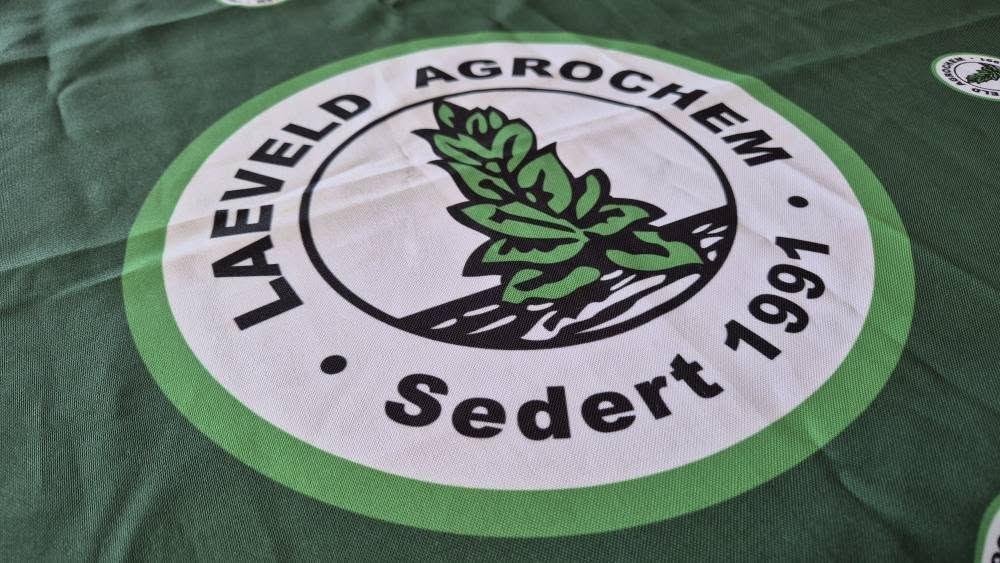 LAEVELD AGROCHEM
Sedert 1991